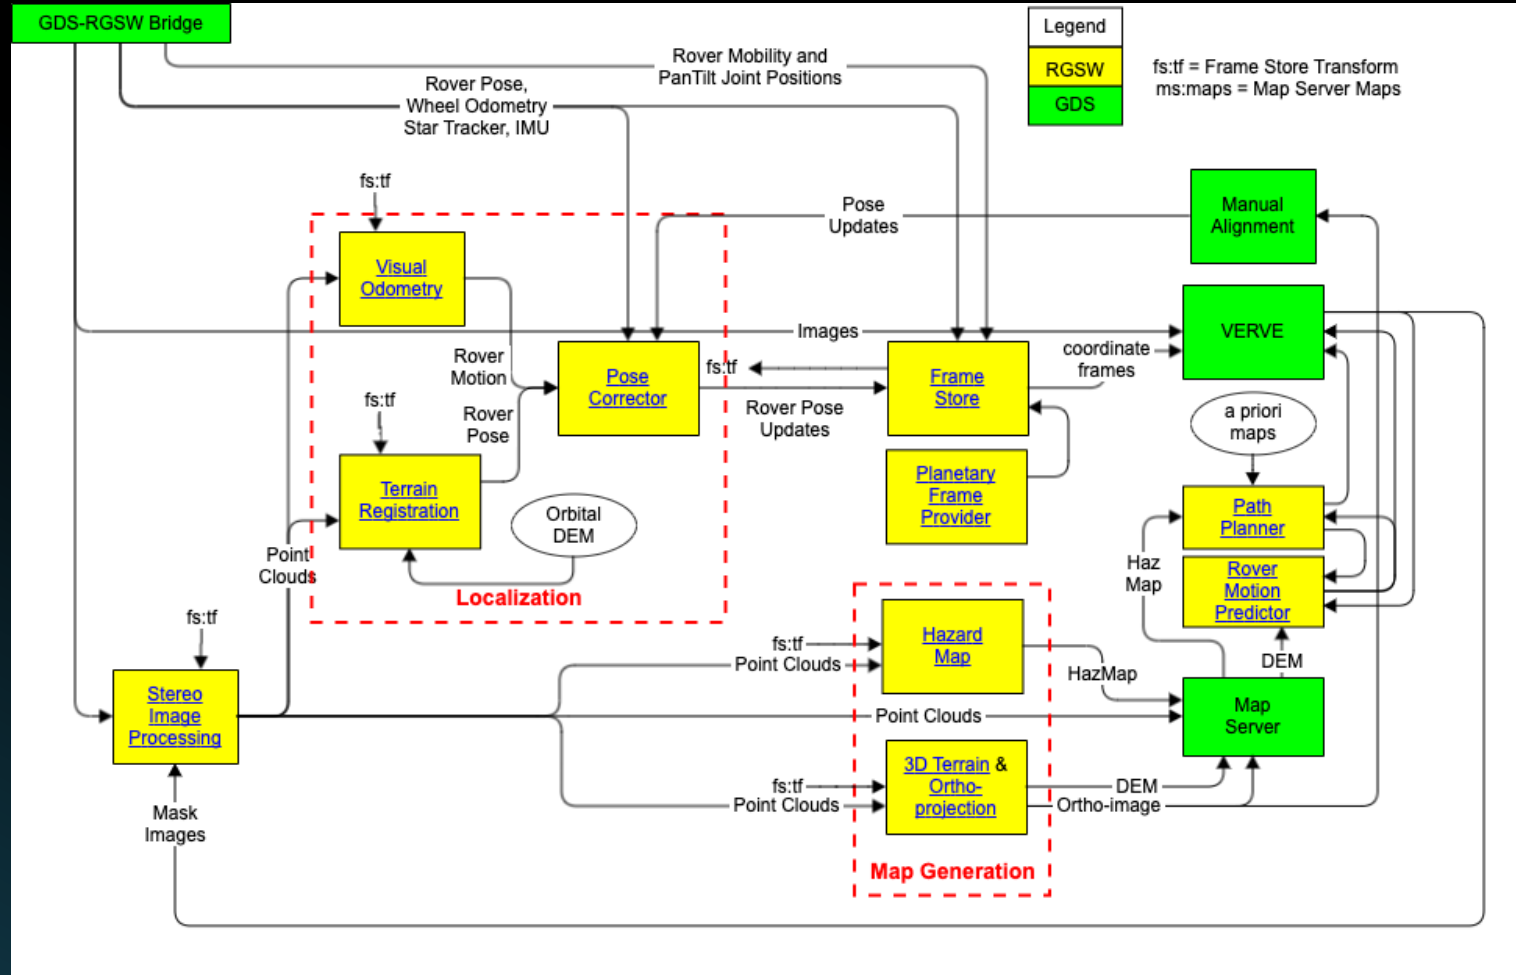 GDS-RGSW Bridge
Legend
RGSW
GDS
fs:tf = Frame Store Transform
ms:maps = Map Server Maps
Rover Mobility and
PanTilt Joint Positions
Rover Pose,
Wheel Odometry
Star Tracker, IMU
fs:tf
Pose
Updates
Manual
Alignment
Visual
Odometry
Images
VERVE
Rover
Motion
Pose
Corrector
fs:tf
Frame
Store
coordinate
frames
fs:tf
Rover
Pose
Rover Pose
Updates
a priori
maps
Terrain
Registration
Orbital
DEM
Planetary
Frame
Provider
Path
Planner
Point
Clouds
Localization
Haz
Map
Rover
Motion
Predictor
fs:tf
fs:tf
Point Clouds
Hazard
Map
HazMap
DEM
Stereo
Image
Processing
Point Clouds
Map
Server
fs:tf
Point Clouds
3D Terrain &
Ortho-
projection
DEM
Ortho-image
Mask
Images
Map Generation